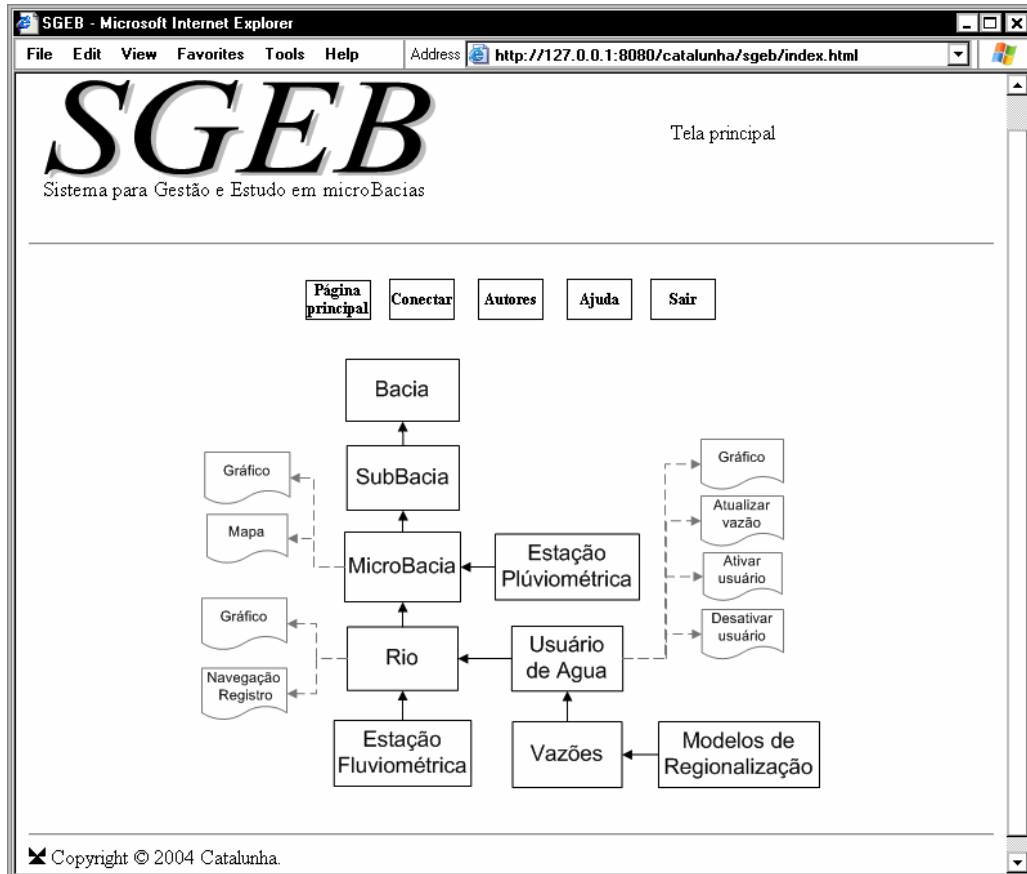 SGEB - Microsoft Internet Explorer
File Edit View Favorites Tools Help Address http://127.0.0.1:8080/catalunha/sgeb/index.html
SGEB
Tela principal
Sistema para Gestão e Estudo em microBacias
Página
principal
Conectar
Autores
Ajuda
Sair
Bacia
SubBacia
Gráfico
Mapa
MicroBacia
Estação
Plúviométrica
Gráfico
Atualizar
vazão
Ativar
usuário
Desativar
usuário
Gráfico
Navegação
Registro
Rio
Usuário
de Agua
Estação
Fluviométrica
Vazões
Modelos de
Regionalização
Copyright © 2004 Catalunha.